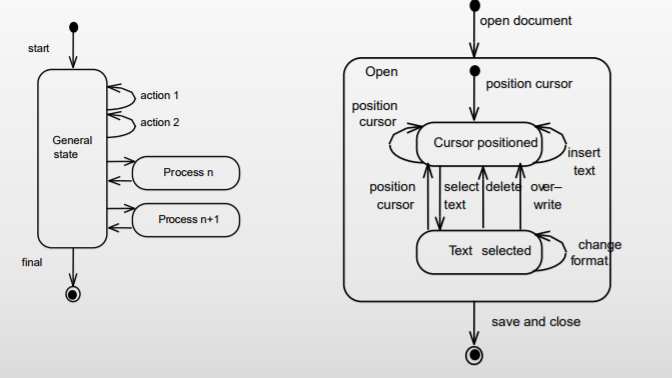 start
action 1
action 2
General
state
Process n
Process n+1
final
open document
Open
position cursor
position
cursor
Cursor positioned
insert
text
position
cursor
select
text
delete
over–
write
Text selected
change
format
save and close